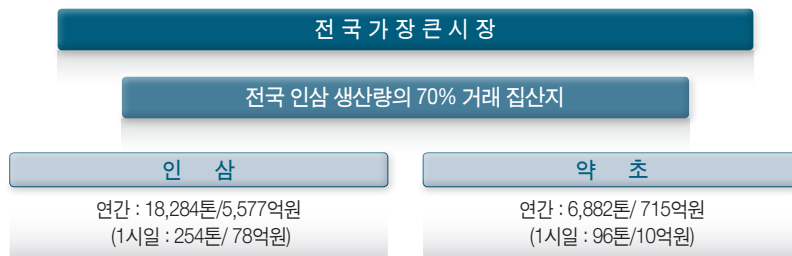 전 국 가 장 큰 시 장
전국 인삼 생산량의 70% 거래 집산지
인 삼
연간 : 18,284톤/5,577억원
(1시일 : 254톤/ 78억원)
약 초
연간 : 6,882톤/ 715억원
(1시일 : 96톤/10억원)